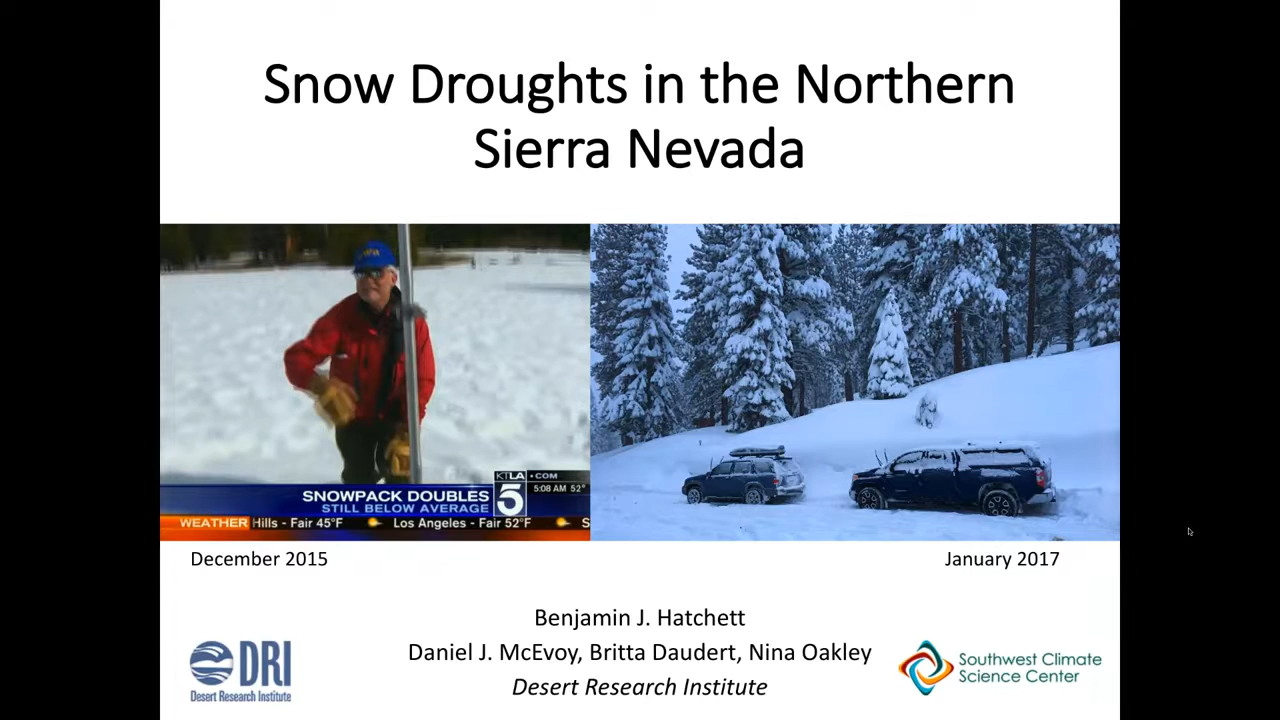 Snow Droughts in the Northern
Sierra Nevada
KTLA .COM
5
5:08 AM 52°
SNOWPACK DOUBLES
STILL BELOW AVERAGE
WEATHER Hills - Fair 45°F Los Angeles - Fair 52°F S
December 2015
January 2017
Benjamin J. Hatchett
Daniel J. McEvoy, Britta Daudert, Nina Oakley
Desert Research Institute
DRI
Desert Research Institute
Southwest Climate
Science Center